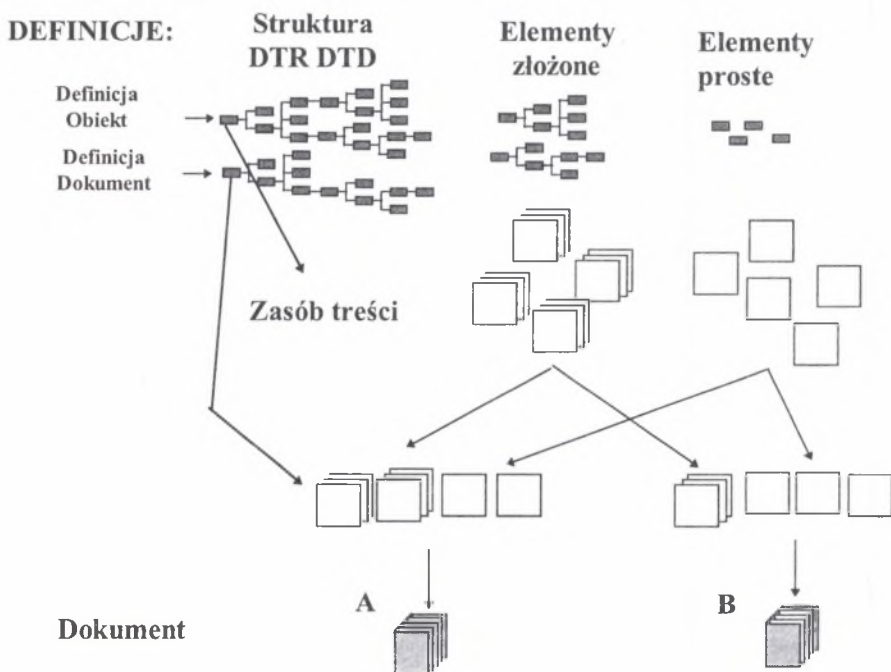 DEFINICJE:
Struktura
DTR DTD
Elementy
złożone
Elementy
proste
Definicja
Obiekt
Definicja
Dokument
Zasób treści
A
B
Dokument